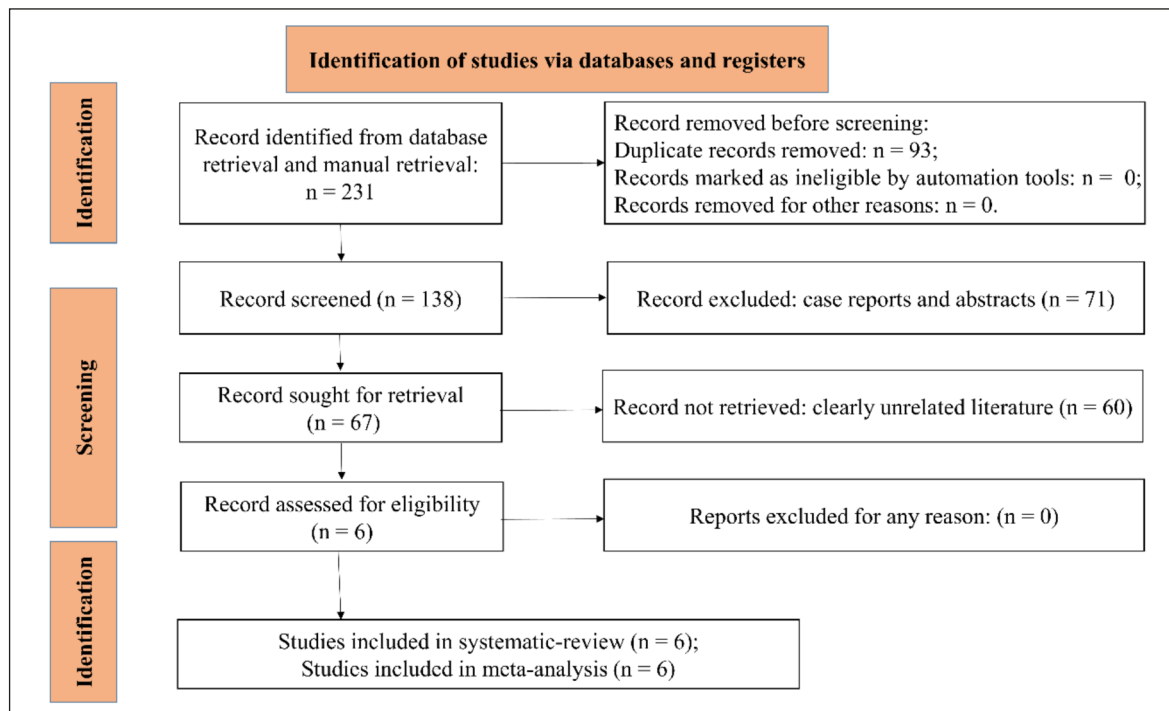 Identification of studies via databases and registers
Identification
Record identified from database
retrieval and manual retrieval:
n = 231
Record removed before screening:
Duplicate records removed: n = 93;
Records marked as ineligible by automation tools: n = 0;
Records removed for other reasons: n = 0.
Screening
Record screened (n = 138)
Record excluded: case reports and abstracts (n = 71)
Record sought for retrieval
(n = 67)
Record not retrieved: clearly unrelated literature (n = 60)
Record assessed for eligibility
(n = 6)
Reports excluded for any reason: (n = 0)
Identification
Studies included in systematic-review (n = 6);
Studies included in meta-analysis (n = 6)